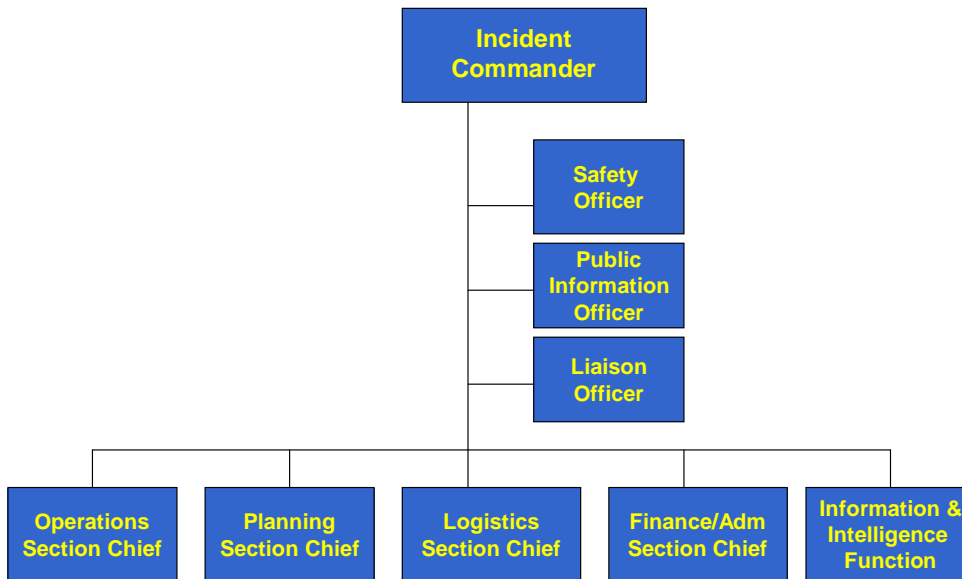 Incident
Commander
Safety
Officer
Public
Information
Officer
Liaison
Officer
Operations
Section Chief
Planning
Section Chief
Logistics
Section Chief
Finance/Adm
Section Chief
Information &
Intelligence
Function